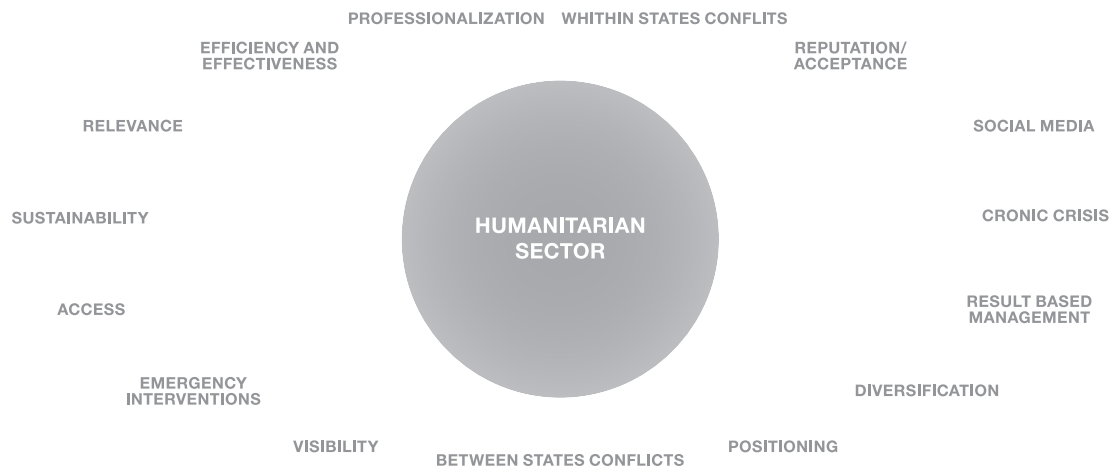 PROFESSIONALIZATION WHITHIN STATES CONFLITS
EFFICIENCY AND
EFFECTIVENESS
REPUTATION/
ACCEPTANCE
RELEVANCE
SOCIAL MEDIA
SUSTAINABILITY
CRONIC CRISIS
HUMANITARIAN
SECTOR
ACCESS
RESULT BASED
MANAGEMENT
EMERGENCY
INTERVENTIONS
DIVERSIFICATION
VISIBILITY
BETWEEN STATES CONFLICTS
POSITIONING